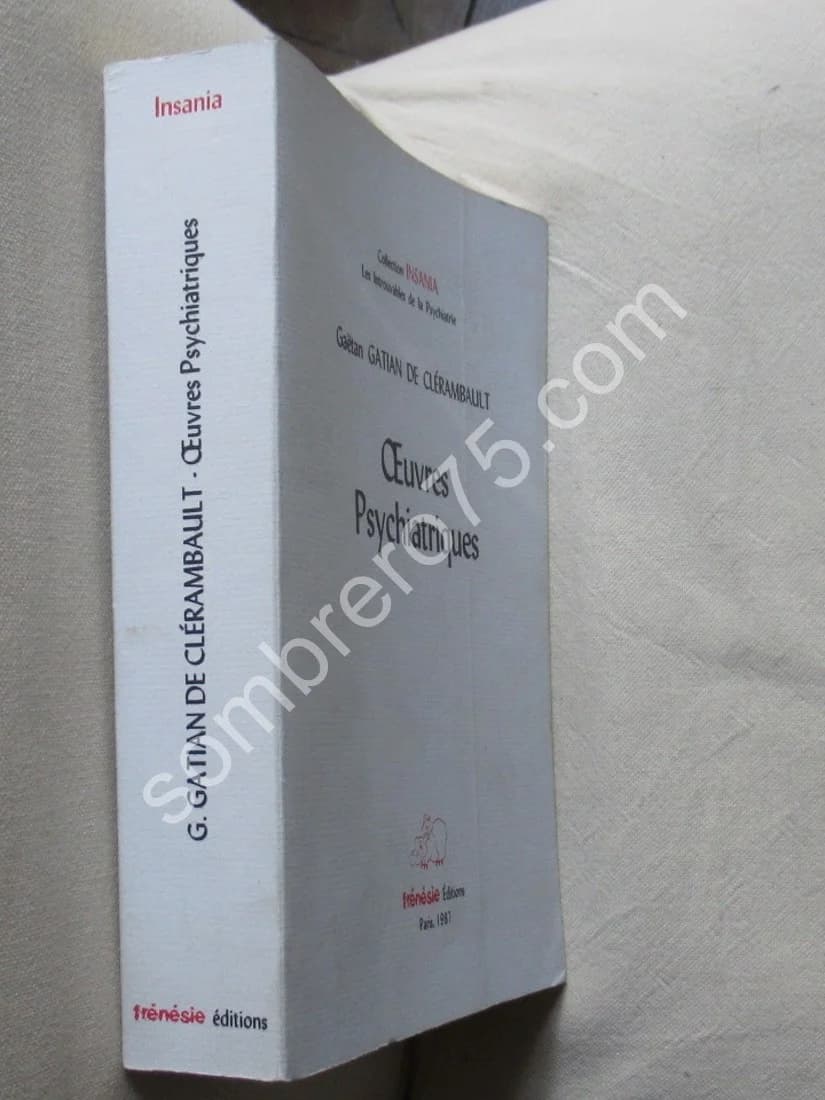 Insania
G. GATIAN DE CLÉRAMBAULT - Œuvres Psychiatriques
frénésie éditions
Collection INSANIA
Les Introuvables de la Psychiatrie
Gaëtan GATIAN DE CLÉRAMBAULT
Œuvres
Psychiatriques
frénésie Éditions
Paris, 1987
sombrero75.com